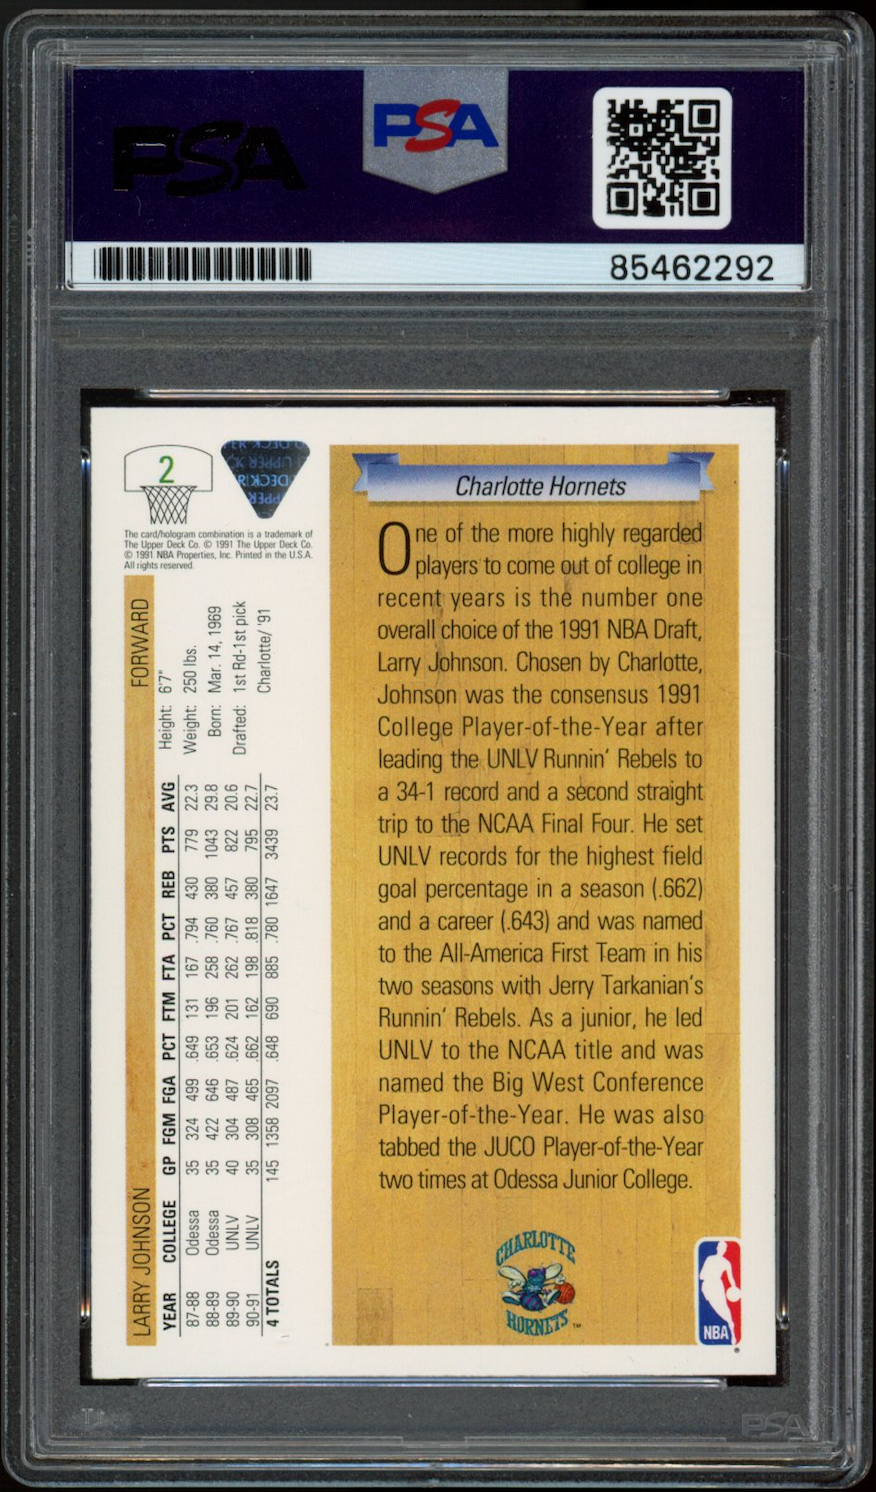 PSA
PSA
85462292
2
UPPER DECK
The card/hologram combination is a trademark of
The Upper Deck Co. © 1991 The Upper Deck Co.
© 1991 NBA Properties, Inc. Printed in the U.S.A.
All rights reserved.
Charlotte Hornets
One of the more highly regarded
players to come out of college in
recent years is the number one
overall choice of the 1991 NBA Draft,
Larry Johnson. Chosen by Charlotte,
Johnson was the consensus 1991
College Player-of-the-Year after
leading the UNLV Runnin' Rebels to
a 34-1 record and a second straight
trip to the NCAA Final Four. He set
UNLV records for the highest field
goal percentage in a season (.662)
and a career (.643) and was named
to the All-America First Team in his
two seasons with Jerry Tarkanian's
Runnin' Rebels. As a junior, he led
UNLV to the NCAA title and was
named the Big West Conference
Player-of-the-Year. He was also
tabbed the JUCO Player-of-the-Year
two times at Odessa Junior College.
CHARLOTTE
HORNETS™
NBA
LARRY JOHNSON FORWARD
YEAR COLLEGE GP FGM FGA PCT FTM FTA PCT REB PTS AVG Height: 6'7"
87-88 Odessa 35 324 499 .649 131 167 .794 430 779 22.3 Weight: 250 lbs.
88-89 Odessa 35 422 646 .653 196 258 .760 380 1043 29.8 Born: Mar. 14, 1969
89-90 UNLV 40 304 487 .624 201 262 .767 457 822 20.6 Drafted: 1st Rd-1st pick
90-91 UNLV 35 308 465 .662 162 198 .818 380 795 22.7 Charlotte/ '91
4 TOTALS 145 1358 2097 .648 690 885 .780 1647 3439 23.7
PSA